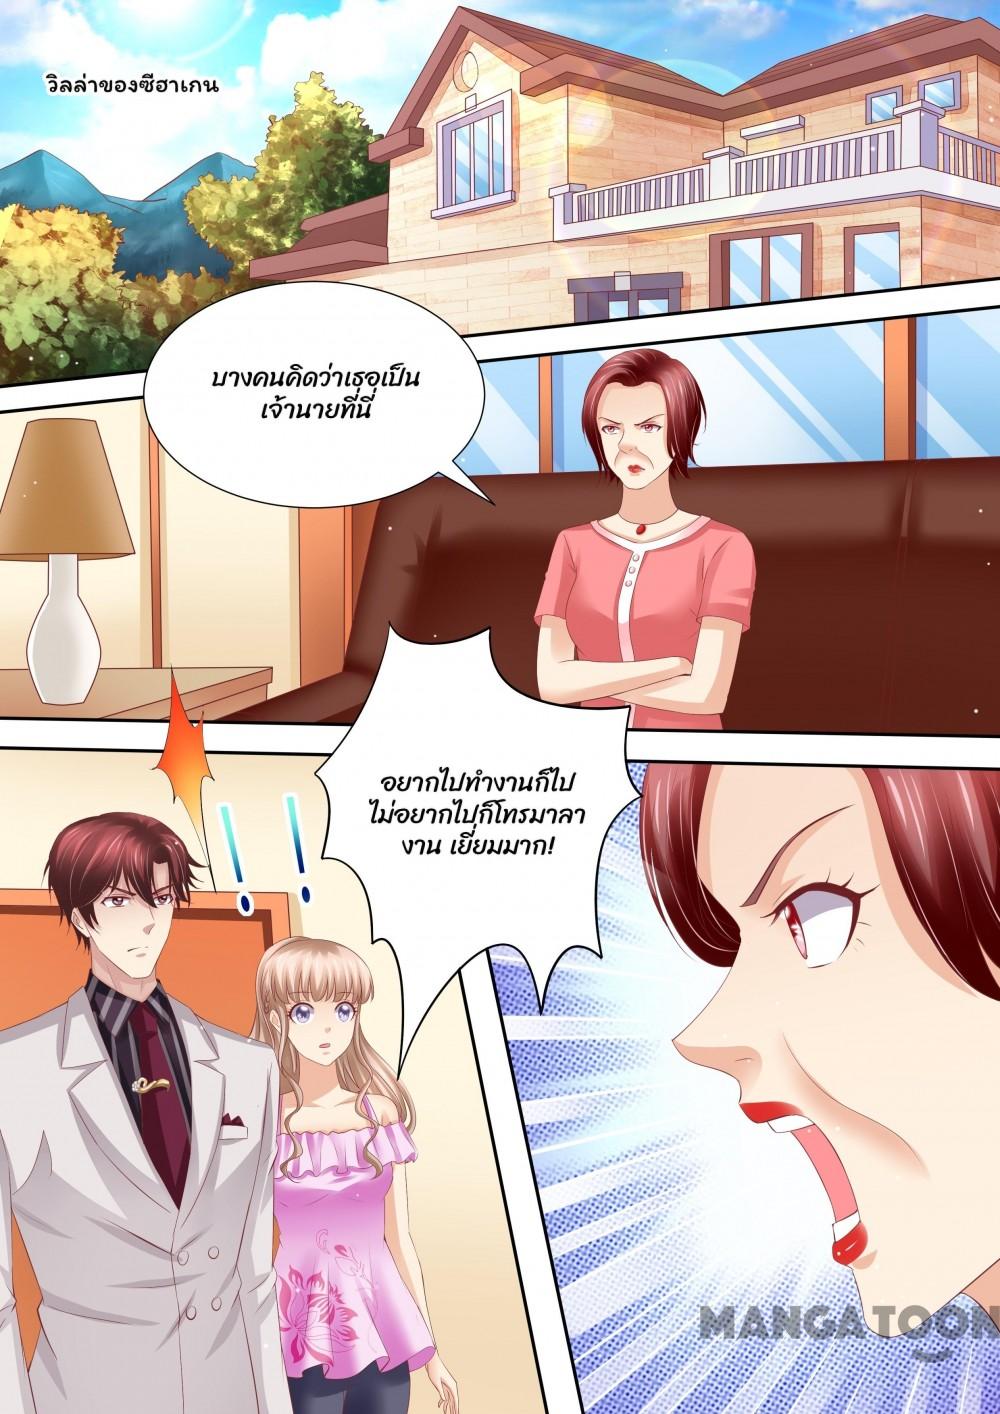 วิลล่าของซีฮาเกน
บางคนคิดว่าเธอเป็น
เจ้านายที่นี่
อยากไปทำงานก็ไป
ไม่อยากไปก็โทรมาลา
งาน เยี่ยมมาก!
! !
MANGATOON